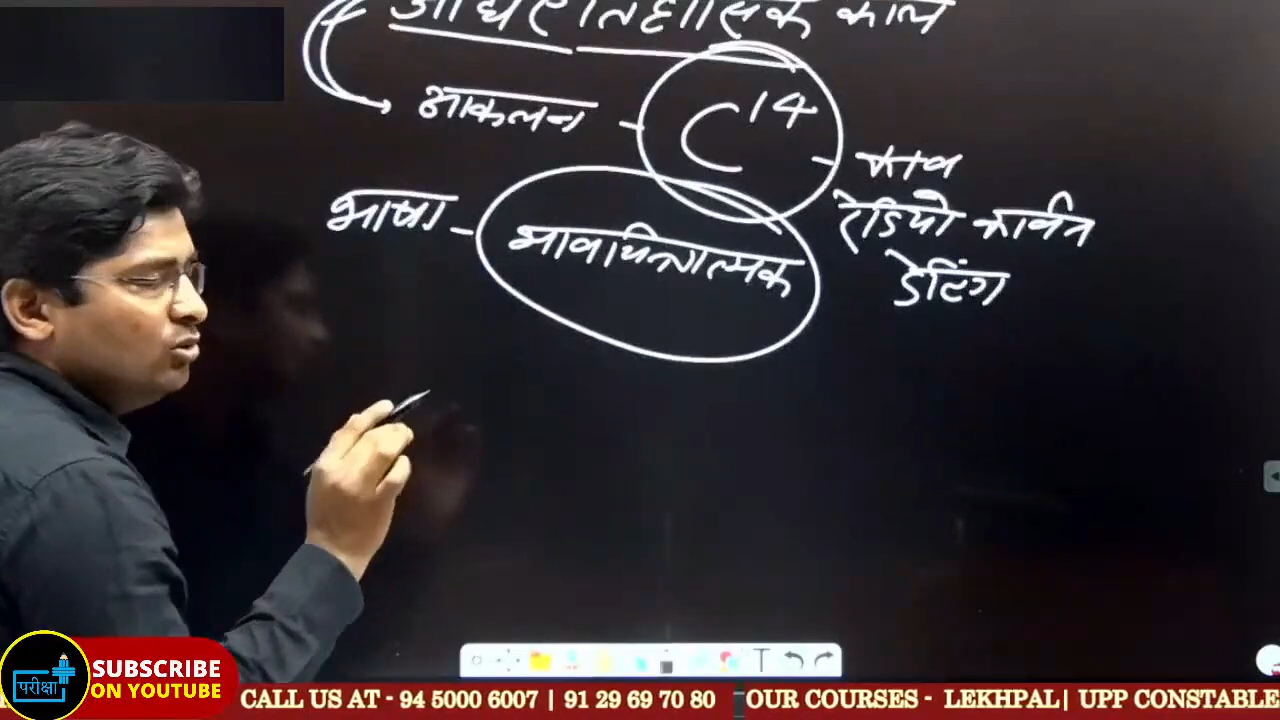 आद्य ऐतिहासिक काल
आकलन - C14
भाषा - भावचित्रात्मक
रेडियो कार्बन
डेटिंग
परीक्षा
SUBSCRIBE
ON YOUTUBE
CALL US AT - 94 5000 6007 | 91 29 69 70 80 OUR COURSES - LEKHPAL| UPP CONSTABLE